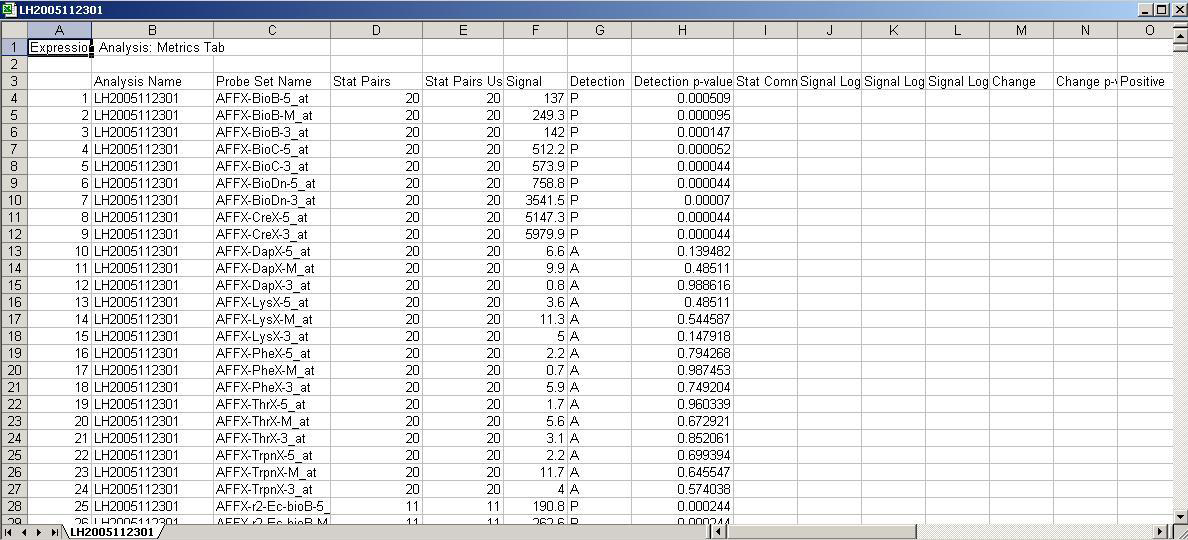 LH2005112301
A B C D E F G H I J K L M N O
1 Expression Analysis: Metrics Tab
2
3 Analysis Name Probe Set Name Stat Pairs Stat Pairs Us Signal Detection Detection p-value Stat Comm Signal Log Signal Log Signal Log Change Change p-v Positive
4 1 LH2005112301 AFFX-BioB-5_at 20 20 137 P 0.000509
5 2 LH2005112301 AFFX-BioB-M_at 20 20 249.3 P 0.000095
6 3 LH2005112301 AFFX-BioB-3_at 20 20 142 P 0.000147
7 4 LH2005112301 AFFX-BioC-5_at 20 20 512.2 P 0.000052
8 5 LH2005112301 AFFX-BioC-3_at 20 20 573.9 P 0.000044
9 6 LH2005112301 AFFX-BioDn-5_at 20 20 758.8 P 0.000044
10 7 LH2005112301 AFFX-BioDn-3_at 20 20 3541.5 P 0.00007
11 8 LH2005112301 AFFX-CreX-5_at 20 20 5147.3 P 0.000044
12 9 LH2005112301 AFFX-CreX-3_at 20 20 5979.9 P 0.000044
13 10 LH2005112301 AFFX-DapX-5_at 20 20 6.6 A 0.139482
14 11 LH2005112301 AFFX-DapX-M_at 20 20 9.9 A 0.48511
15 12 LH2005112301 AFFX-DapX-3_at 20 20 0.8 A 0.988616
16 13 LH2005112301 AFFX-LysX-5_at 20 20 3.6 A 0.48511
17 14 LH2005112301 AFFX-LysX-M_at 20 20 11.3 A 0.544587
18 15 LH2005112301 AFFX-LysX-3_at 20 20 5 A 0.147918
19 16 LH2005112301 AFFX-PheX-5_at 20 20 2.2 A 0.794268
20 17 LH2005112301 AFFX-PheX-M_at 20 20 0.7 A 0.987453
21 18 LH2005112301 AFFX-PheX-3_at 20 20 5.9 A 0.749204
22 19 LH2005112301 AFFX-ThrX-5_at 20 20 1.7 A 0.960339
23 20 LH2005112301 AFFX-ThrX-M_at 20 20 5.6 A 0.672921
24 21 LH2005112301 AFFX-ThrX-3_at 20 20 3.1 A 0.852061
25 22 LH2005112301 AFFX-TrpnX-5_at 20 20 2.2 A 0.699394
26 23 LH2005112301 AFFX-TrpnX-M_at 20 20 11.7 A 0.645547
27 24 LH2005112301 AFFX-TrpnX-3_at 20 20 4 A 0.574038
28 25 LH2005112301 AFFX-r2-Ec-bioB-5_ 11 11 190.8 P 0.000244
29 26 LH2005112301 AFFX-r2-Ec-bioB-M 11 11 262.6 P 0.000244
LH2005112301